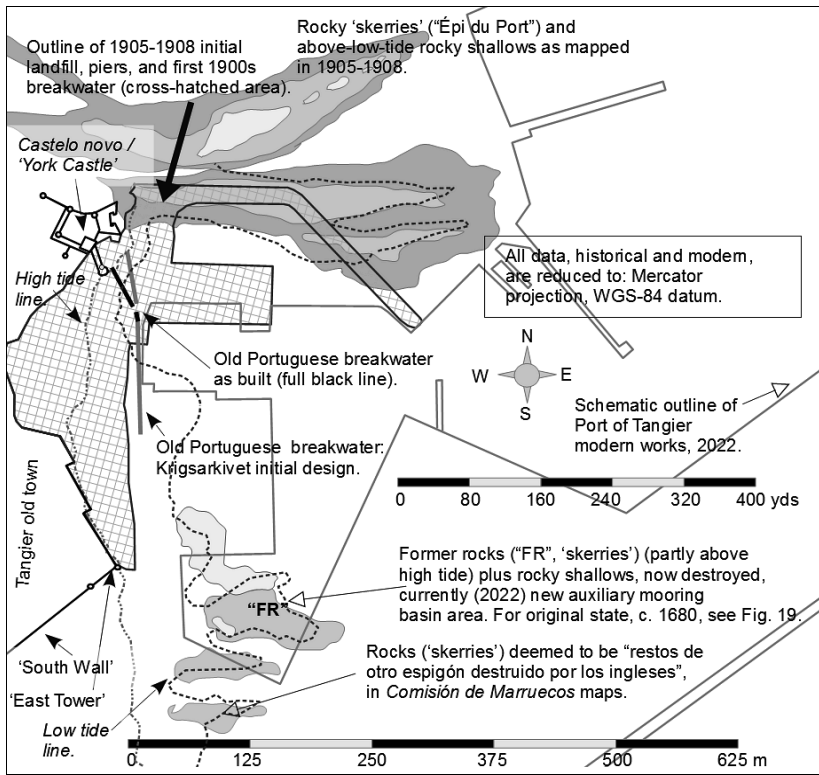 Outline of 1905-1908 initial
landfill, piers, and first 1900s
breakwater (cross-hatched area).
Rocky ‘skerries’ (“Épi du Port”) and
above-low-tide rocky shallows as mapped
in 1905-1908.
Castelo novo /
‘York Castle’
High tide
line.
All data, historical and modern,
are reduced to: Mercator
projection, WGS-84 datum.
N
W
E
S
Old Portuguese breakwater
as built (full black line).
Old Portuguese breakwater:
Krigsarkivet initial design.
Schematic outline of
Port of Tangier
modern works, 2022.
0 80 160 240 320 400 yds
Tangier old town
Former rocks (“FR”, ‘skerries’) (partly above
high tide) plus rocky shallows, now destroyed,
currently (2022) new auxiliary mooring
basin area. For original state, c. 1680, see Fig. 19.
“FR”
Rocks (‘skerries’) deemed to be “restos de
otro espigón destruido por los ingleses”,
in Comisión de Marruecos maps.
‘South Wall’
‘East Tower’
Low tide
line.
0 125 250 375 500 625 m